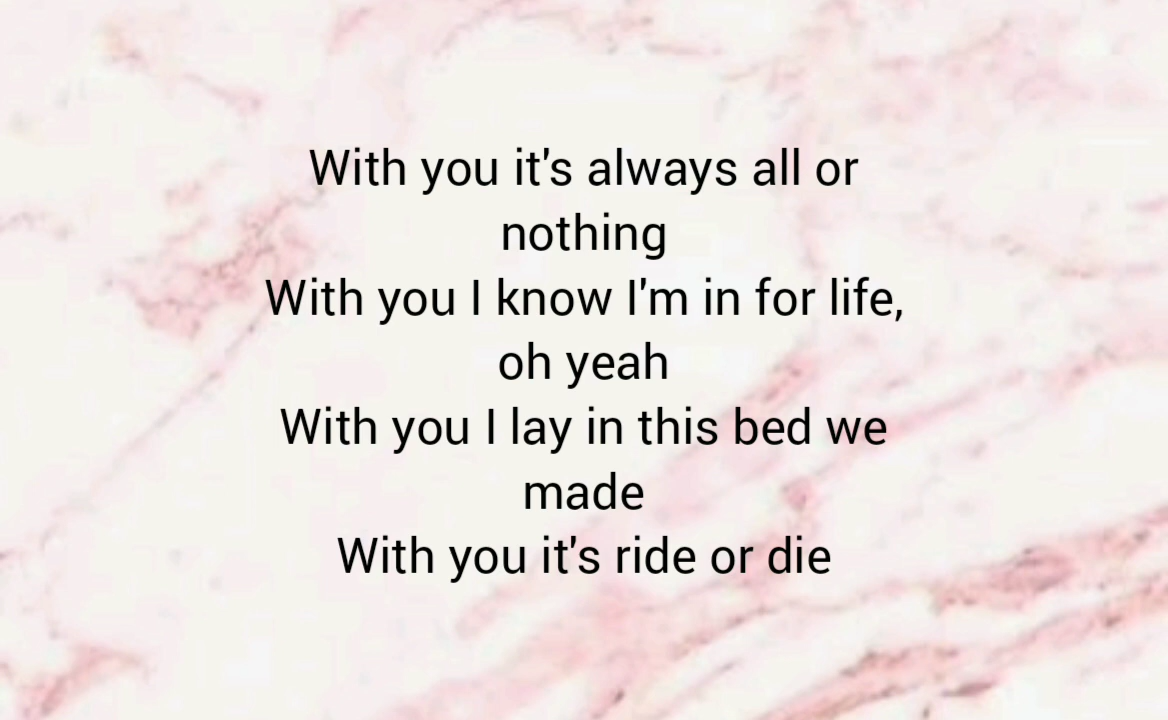 With you it's always all or
nothing
With you I know I'm in for life,
oh yeah
With you I lay in this bed we
made
With you it's ride or die